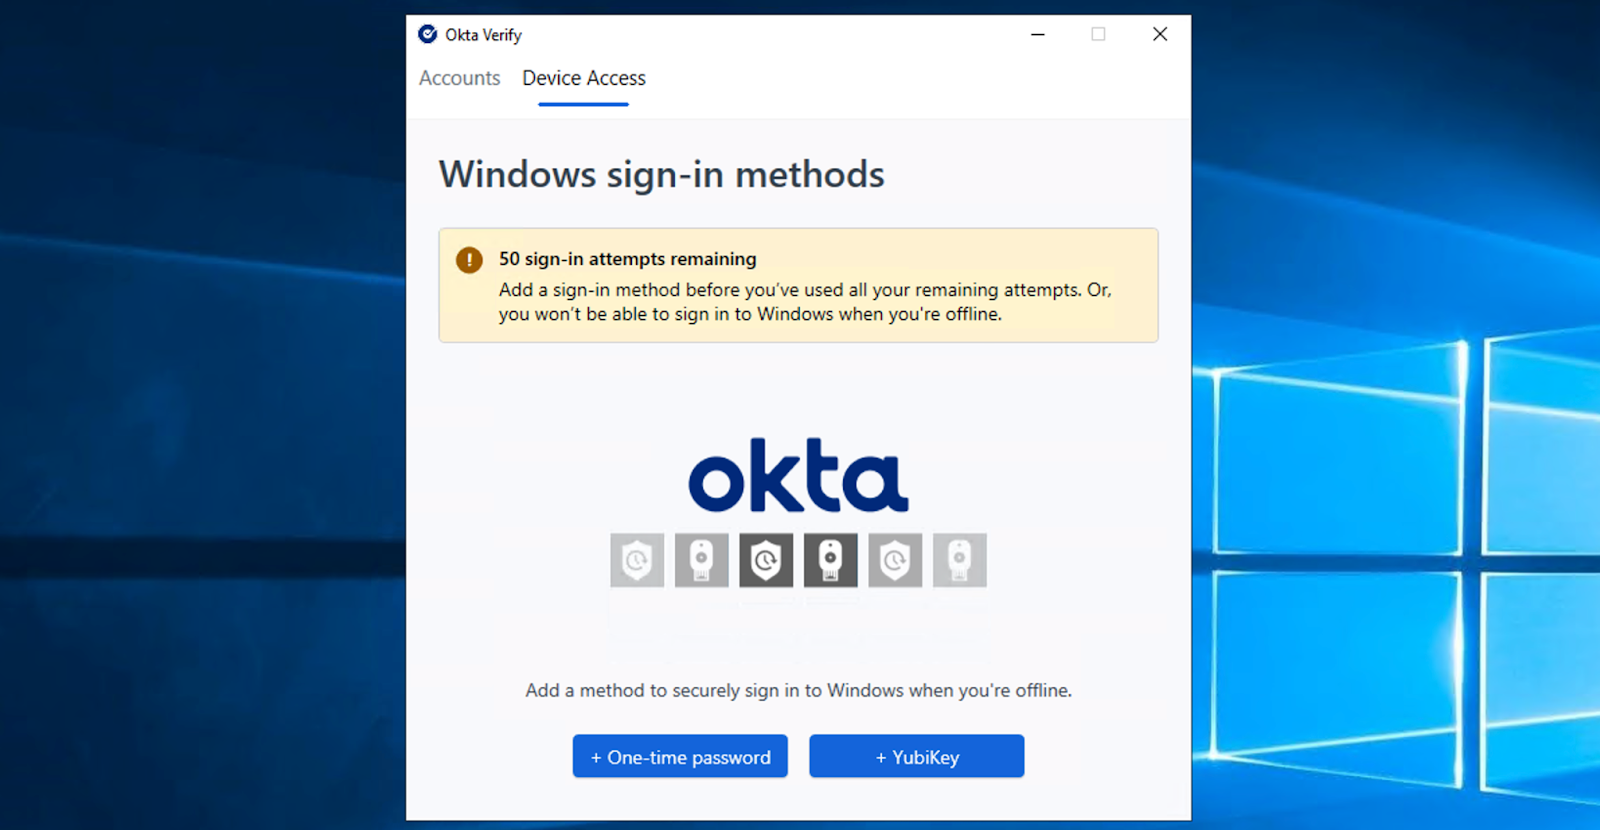 Okta Verify
Accounts Device Access
Windows sign-in methods
50 sign-in attempts remaining
Add a sign-in method before you've used all your remaining attempts. Or,
you won't be able to sign in to Windows when you're offline.
okta
Add a method to securely sign in to Windows when you're offline.
+ One-time password + YubiKey